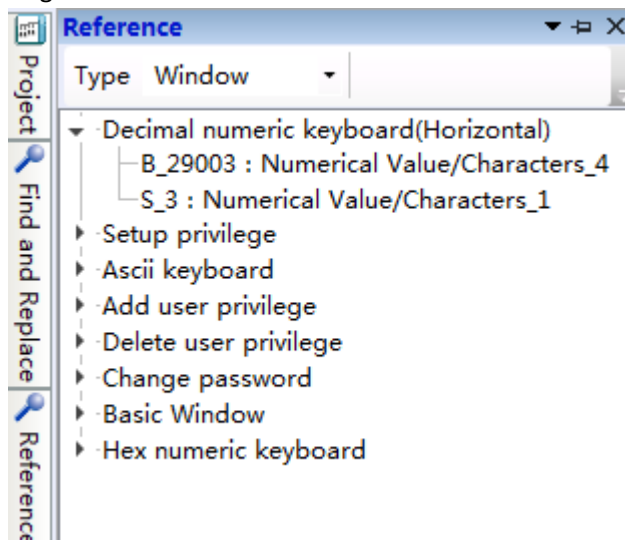 Reference
Type Window
Decimal numeric keyboard(Horizontal)
B_29003 : Numerical Value/Characters_4
S_3 : Numerical Value/Characters_1
Setup privilege
Ascii keyboard
Add user privilege
Delete user privilege
Change password
Basic Window
Hex numeric keyboard
Project
Find and Replace
Reference